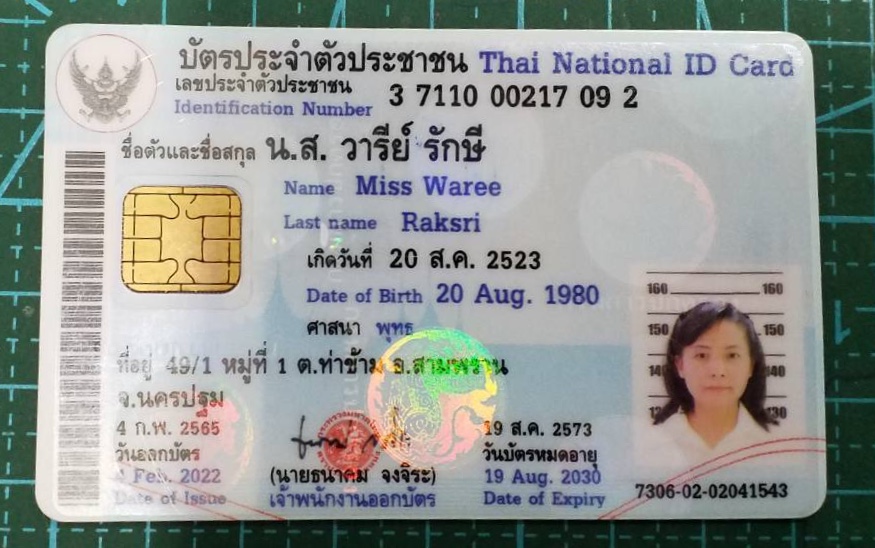 บัตรประจำตัวประชาชน Thai National ID Card
เลขประจำตัวประชาชน
Identification Number 3 7110 00217 09 2
ชื่อตัวและชื่อสกุล น.ส. วารีย์ รักษี
Name Miss Waree
Last name Raksri
เกิดวันที่ 20 ส.ค. 2523
Date of Birth 20 Aug. 1980
ศาสนา พุทธ
ที่อยู่ 49/1 หมู่ที่ 1 ต.ท่าข้าม อ.สามพราน
จ.นครปฐม
4 ก.พ. 2565
วันออกบัตร
4 Feb. 2022
Date of Issue
(นายธนาคม จงจิระ)
เจ้าพนักงานออกบัตร
19 ส.ค. 2573
วันบัตรหมดอายุ
19 Aug. 2030
Date of Expiry
160 160
150 150
140 140
130
7306-02-02041543